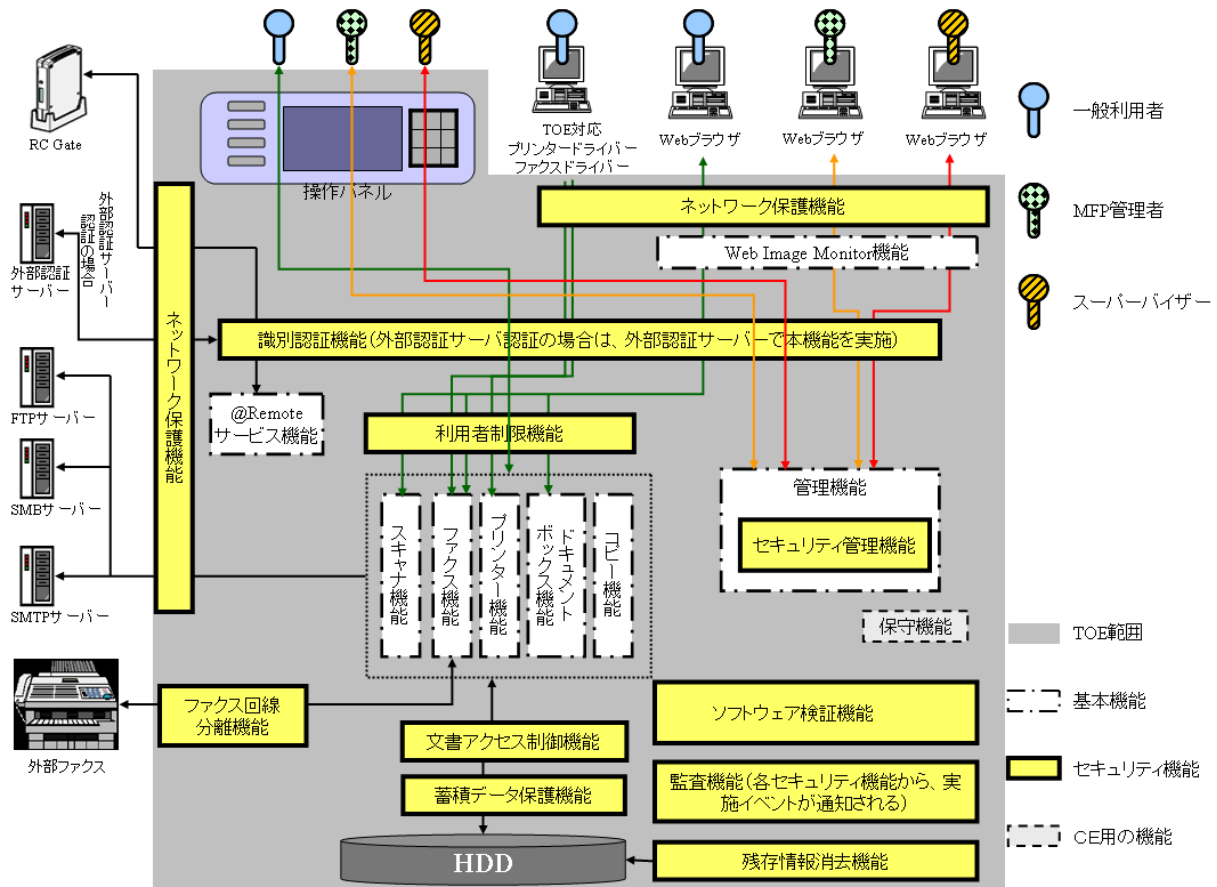 RC Gate
操作パネル
TOE対応
プリンタードライバー
ファクスドライバー
Webブラウザ
Webブラウザ
Webブラウザ
一般利用者
MFP管理者
スーパーバイザー
外部認証
サーバー
外部認証サーバー
認証の場合
FTPサーバー
SMBサーバー
SMTPサーバー
外部ファクス
ネットワーク保護機能
ネットワーク保護機能
Web Image Monitor機能
識別認証機能(外部認証サーバ認証の場合は、外部認証サーバーで本機能を実施)
@Remote
サービス機能
利用者制限機能
スキャナ機能
ファクス機能
プリンター機能
ドキュメント
ボックス機能
コピー機能
管理機能
セキュリティ管理機能
保守機能
ファクス回線
分離機能
文書アクセス制御機能
蓄積データ保護機能
HDD
ソフトウェア検証機能
監査機能(各セキュリティ機能から、実
施イベントが通知される)
残存情報消去機能
TOE範囲
基本機能
セキュリティ機能
CE用の機能